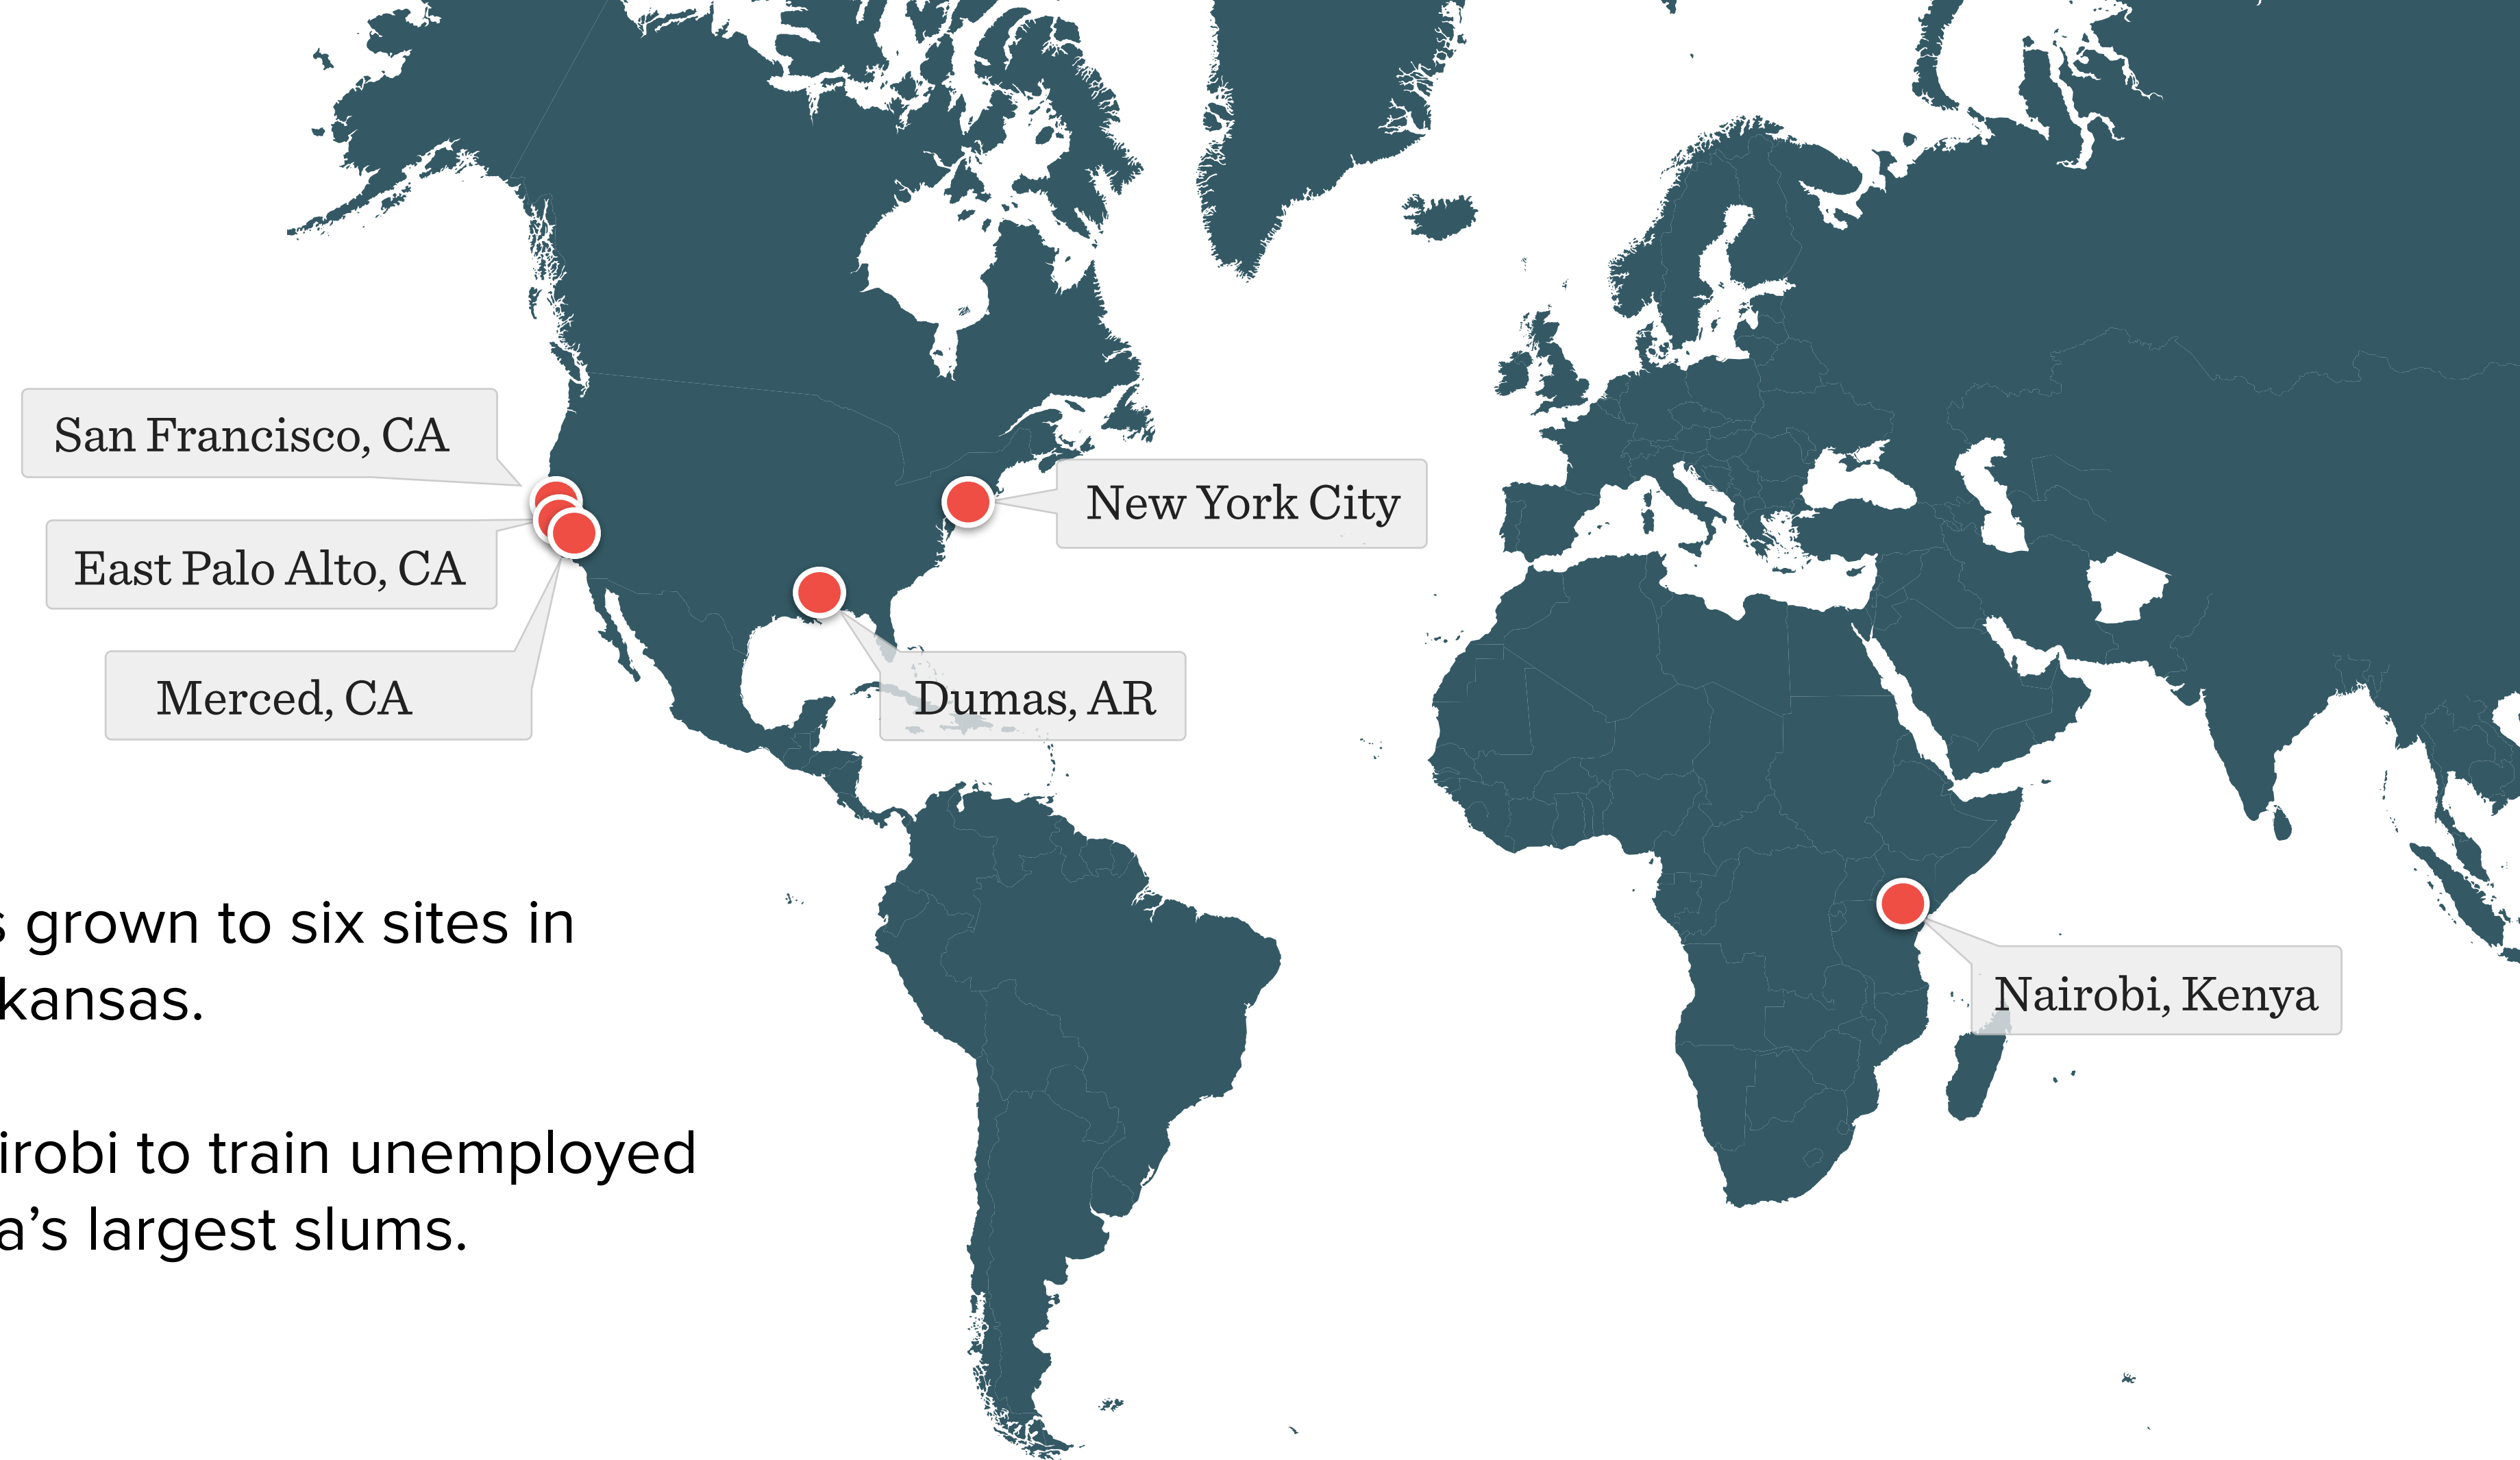 San Francisco, CA
New York City
East Palo Alto, CA
Merced, CA
Dumas, AR
grown to six sites in
kansas.
Nairobi, Kenya
irobi to train unemployed
a’s largest slums.